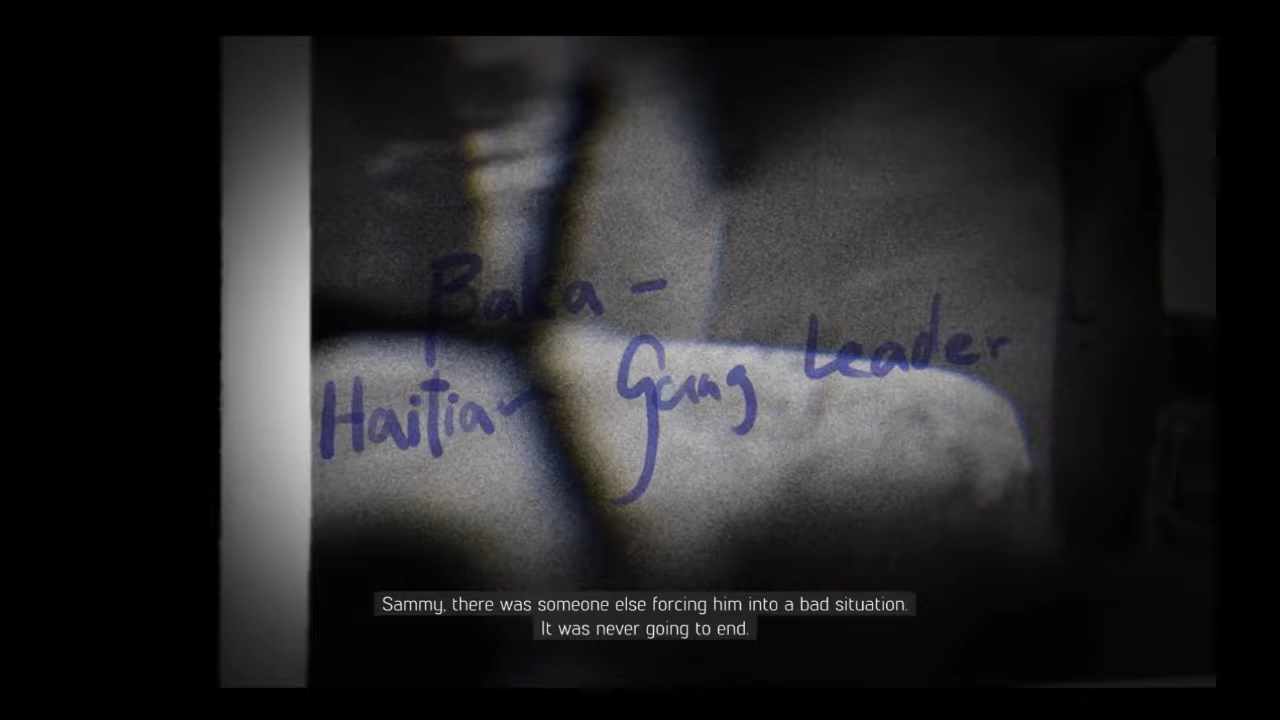 Baka -
Haitian Gang Leader
Sammy, there was someone else forcing him into a bad situation.
It was never going to end.